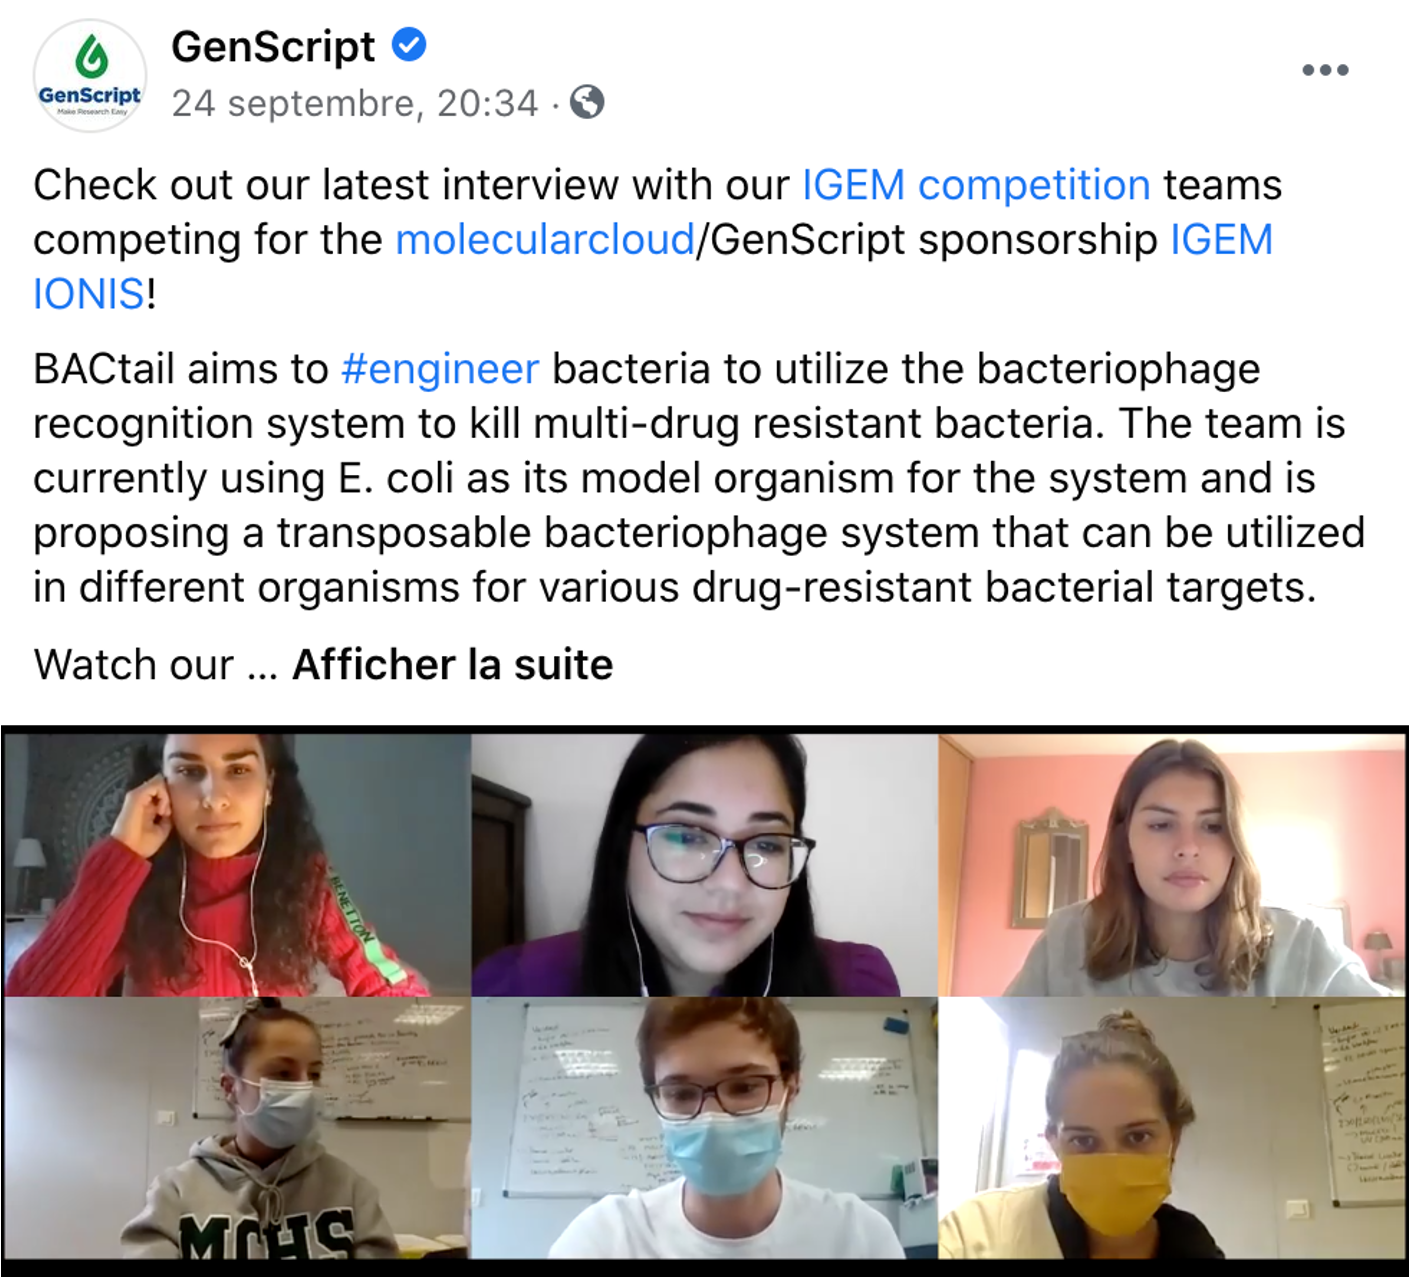 GenScript
GenScript
Make Research Easy
24 septembre, 20:34 ·
Check out our latest interview with our IGEM competition teams
competing for the molecularcloud/GenScript sponsorship IGEM
IONIS!
BACtail aims to #engineer bacteria to utilize the bacteriophage
recognition system to kill multi-drug resistant bacteria. The team is
currently using E. coli as its model organism for the system and is
proposing a transposable bacteriophage system that can be utilized
in different organisms for various drug-resistant bacterial targets.
Watch our ... Afficher la suite
BENETTON
MCHS